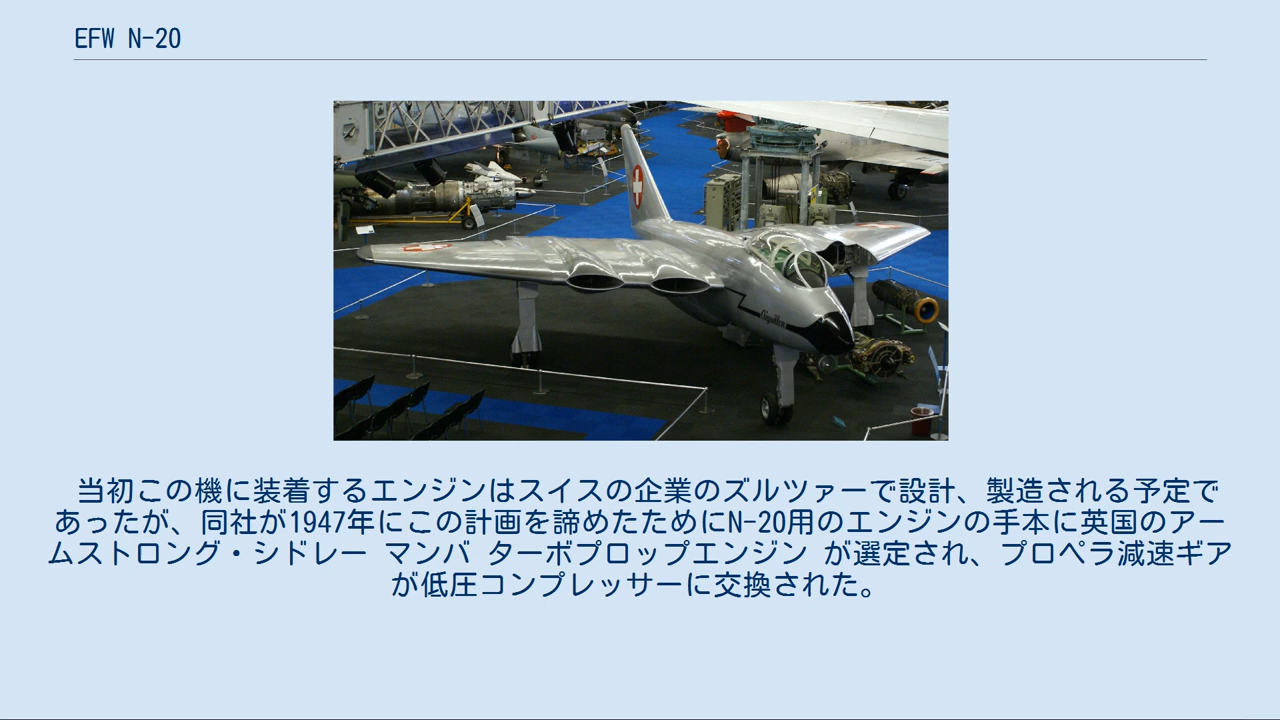 EFW N-20
Aiguillon
当初この機に装着するエンジンはスイスの企業のズルツァーで設計、製造される予定で
あったが、同社が1947年にこの計画を諦めたためにN-20用のエンジンの手本に英国のアー
ムストロング・シドレー マンバ ターボプロップエンジン が選定され、プロペラ減速ギア
が低圧コンプレッサーに交換された。